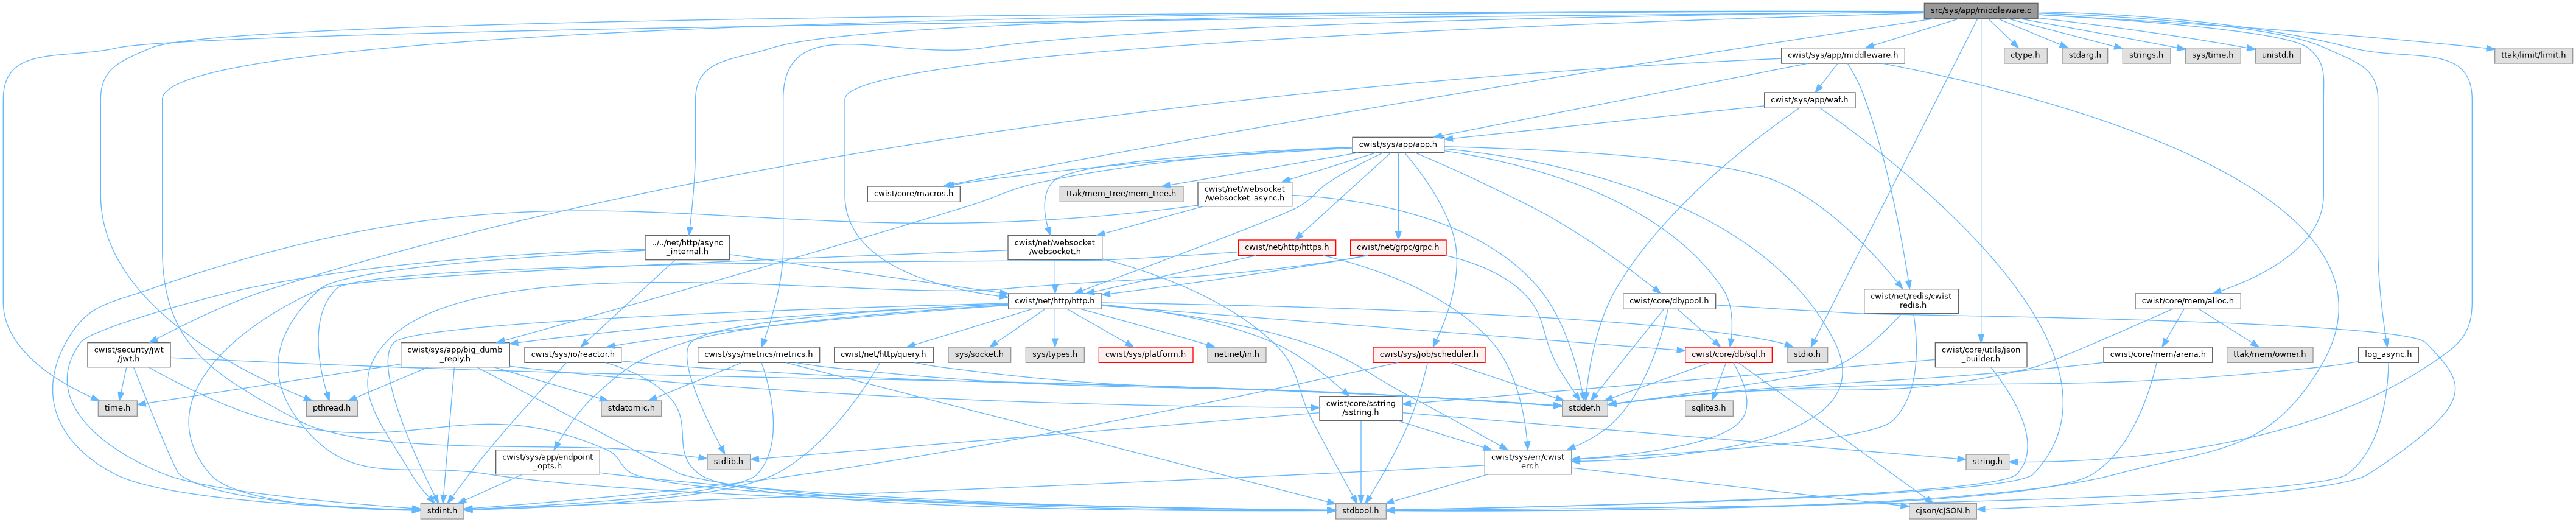 src/sys/app/middleware.c
cwist/sys/app/middleware.h
ctype.h
stdarg.h
strings.h
sys/time.h
unistd.h
ttak/limit/limit.h
cwist/sys/app/waf.h
cwist/sys/app/app.h
cwist/core/macros.h
ttak/mem_tree/mem_tree.h
cwist/net/websocket
/websocket_async.h
../../net/http/async
_internal.h
cwist/net/websocket
/websocket.h
cwist/net/http/https.h
cwist/net/grpc/grpc.h
cwist/net/http/http.h
cwist/core/db/pool.h
cwist/net/redis/cwist
_redis.h
cwist/core/mem/alloc.h
cwist/security/jwt
/jwt.h
cwist/sys/app/big_dumb
_reply.h
cwist/sys/io/reactor.h
cwist/sys/metrics/metrics.h
cwist/net/http/query.h
sys/socket.h
sys/types.h
cwist/sys/platform.h
netinet/in.h
cwist/sys/job/scheduler.h
cwist/core/db/sql.h
stdio.h
cwist/core/utils/json
_builder.h
cwist/core/mem/arena.h
ttak/mem/owner.h
log_async.h
time.h
pthread.h
stdatomic.h
cwist/core/sstring
/sstring.h
stddef.h
sqlite3.h
cwist/sys/app/endpoint
_opts.h
stdlib.h
cwist/sys/err/cwist
_err.h
string.h
stdint.h
stdbool.h
cjson/cJSON.h